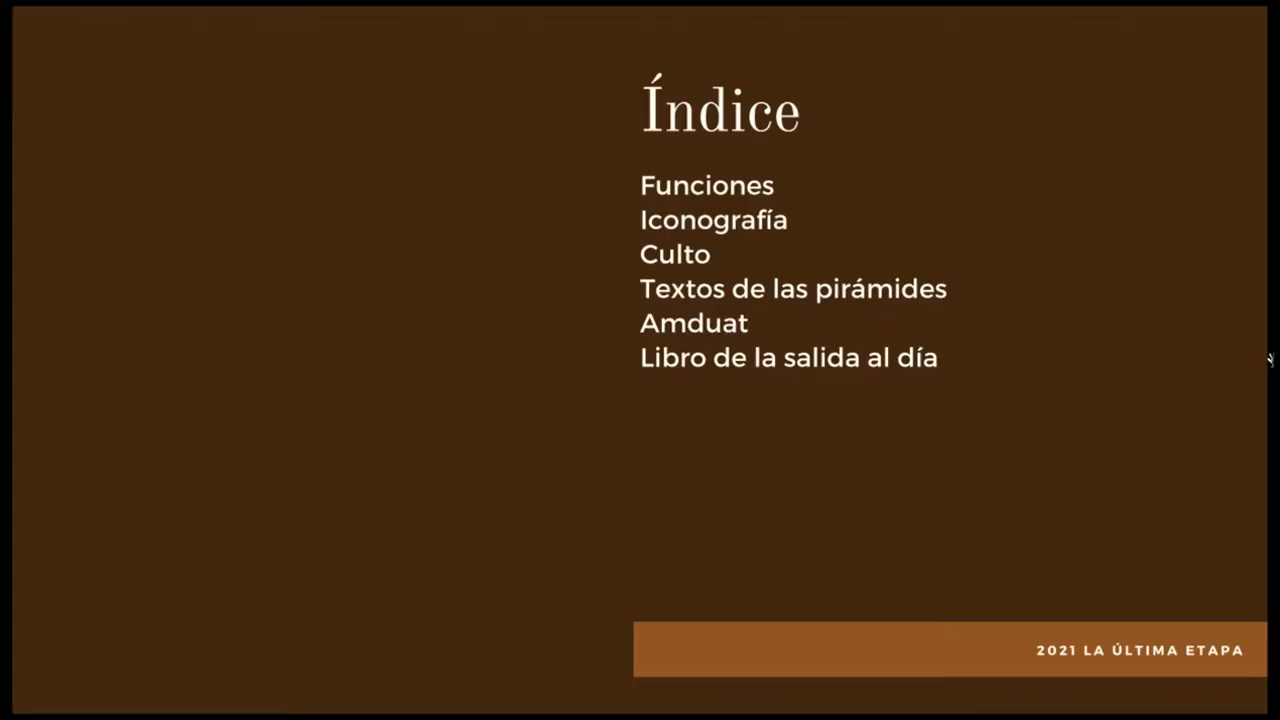 Índice
Funciones
Iconografía
Culto
Textos de las pirámides
Amduat
Libro de la salida al día
2021 LA ÚLTIMA ETAPA